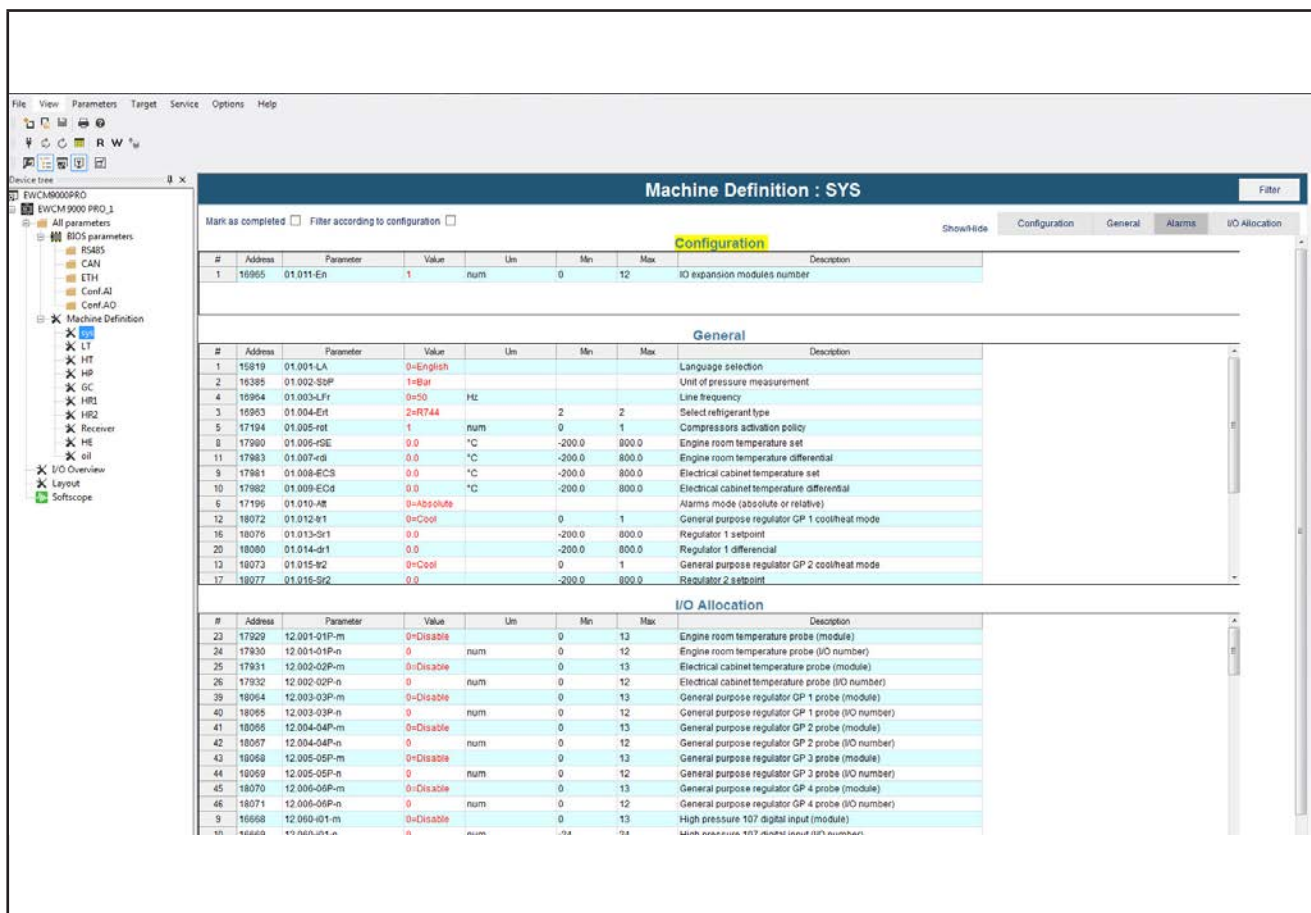 File View Parameters Target Service Options Help
R W
Device tree
EWCM9000PRO
EWCM 9000 PRO_1
All parameters
BIOS parameters
RS485
CAN
ETH
Conf.AI
Conf.AO
Machine Definition
sys
LT
HT
HP
GC
HR1
HR2
Receiver
HE
oil
I/O Overview
Layout
Softscope
Machine Definition : SYS
Filter
Mark as completed Filter according to configuration
Show/Hide Configuration General Alarms I/O Allocation
Configuration
# Address Parameter Value Um Min Max Description
1 16965 01.011-En 1 num 0 12 IO expansion modules number
General
# Address Parameter Value Um Min Max Description
1 15819 01.001-LA 0=English Language selection
2 16385 01.002-SbP 1=Bar Unit of pressure measurement
4 16964 01.003-LFr 0=50 Hz Line frequency
3 16963 01.004-Ert 2=R744 2 2 Select refrigerant type
5 17194 01.005-rot 1 num 0 1 Compressors activation policy
8 17980 01.006-rSE 0.0 °C -200.0 800.0 Engine room temperature set
11 17983 01.007-rdi 0.0 °C -200.0 800.0 Engine room temperature differential
9 17981 01.008-ECS 0.0 °C -200.0 800.0 Electrical cabinet temperature set
10 17982 01.009-ECd 0.0 °C -200.0 800.0 Electrical cabinet temperature differential
6 17196 01.010-Att 0=Absolute Alarms mode (absolute or relative)
12 18072 01.012-tr1 0=Cool 0 1 General purpose regulator GP 1 cool/heat mode
16 18076 01.013-Sr1 0.0 -200.0 800.0 Regulator 1 setpoint
20 18080 01.014-dr1 0.0 -200.0 800.0 Regulator 1 differencial
13 18073 01.015-tr2 0=Cool 0 1 General purpose regulator GP 2 cool/heat mode
17 18077 01.016-Sr2 0.0 -200.0 800.0 Regulator 2 setpoint
I/O Allocation
# Address Parameter Value Um Min Max Description
23 17929 12.001-01P-m 0=Disable 0 13 Engine room temperature probe (module)
24 17930 12.001-01P-n 0 num 0 12 Engine room temperature probe (I/O number)
25 17931 12.002-02P-m 0=Disable 0 13 Electrical cabinet temperature probe (module)
26 17932 12.002-02P-n 0 num 0 12 Electrical cabinet temperature probe (I/O number)
39 18064 12.003-03P-m 0=Disable 0 13 General purpose regulator GP 1 probe (module)
40 18065 12.003-03P-n 0 num 0 12 General purpose regulator GP 1 probe (I/O number)
41 18066 12.004-04P-m 0=Disable 0 13 General purpose regulator GP 2 probe (module)
42 18067 12.004-04P-n 0 num 0 12 General purpose regulator GP 2 probe (I/O number)
43 18068 12.005-05P-m 0=Disable 0 13 General purpose regulator GP 3 probe (module)
44 18069 12.005-05P-n 0 num 0 12 General purpose regulator GP 3 probe (I/O number)
45 18070 12.006-06P-m 0=Disable 0 13 General purpose regulator GP 4 probe (module)
46 18071 12.006-06P-n 0 num 0 12 General purpose regulator GP 4 probe (I/O number)
9 16668 12.060-i01-m 0=Disable 0 13 High pressure 107 digital input (module)
10 16669 12.060-i01-n 0 num -24 24 High pressure 107 digital input (I/O number)